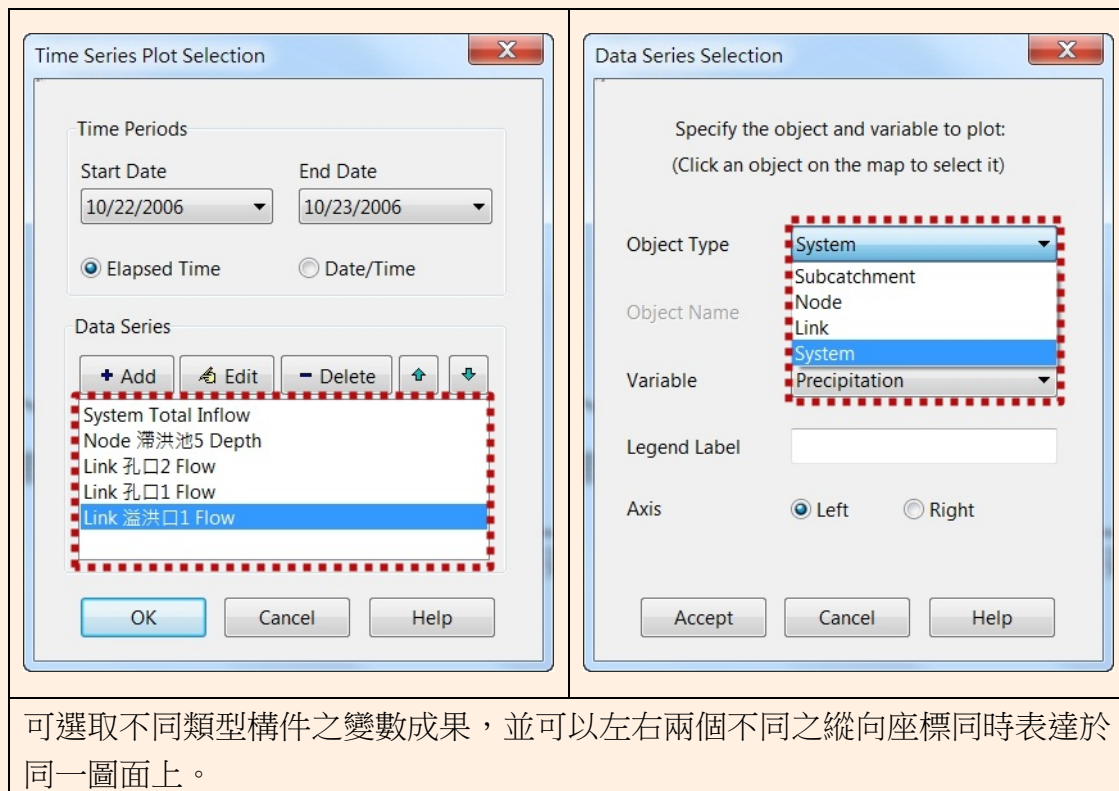 Time Series Plot Selection
Time Periods
Start Date
End Date
10/22/2006
10/23/2006
Elapsed Time
Date/Time
Data Series
Add
Edit
Delete
System Total Inflow
Node 滯洪池5 Depth
Link 孔口2 Flow
Link 孔口1 Flow
Link 溢洪口1 Flow
OK
Cancel
Help
Data Series Selection
Specify the object and variable to plot:
(Click an object on the map to select it)
Object Type
System
Subcatchment
Node
Link
System
Object Name
Variable
Precipitation
Legend Label
Axis
Left
Right
Accept
Cancel
Help
可選取不同類型構件之變數成果，並可以左右兩個不同之縱向座標同時表達於
同一圖面上。